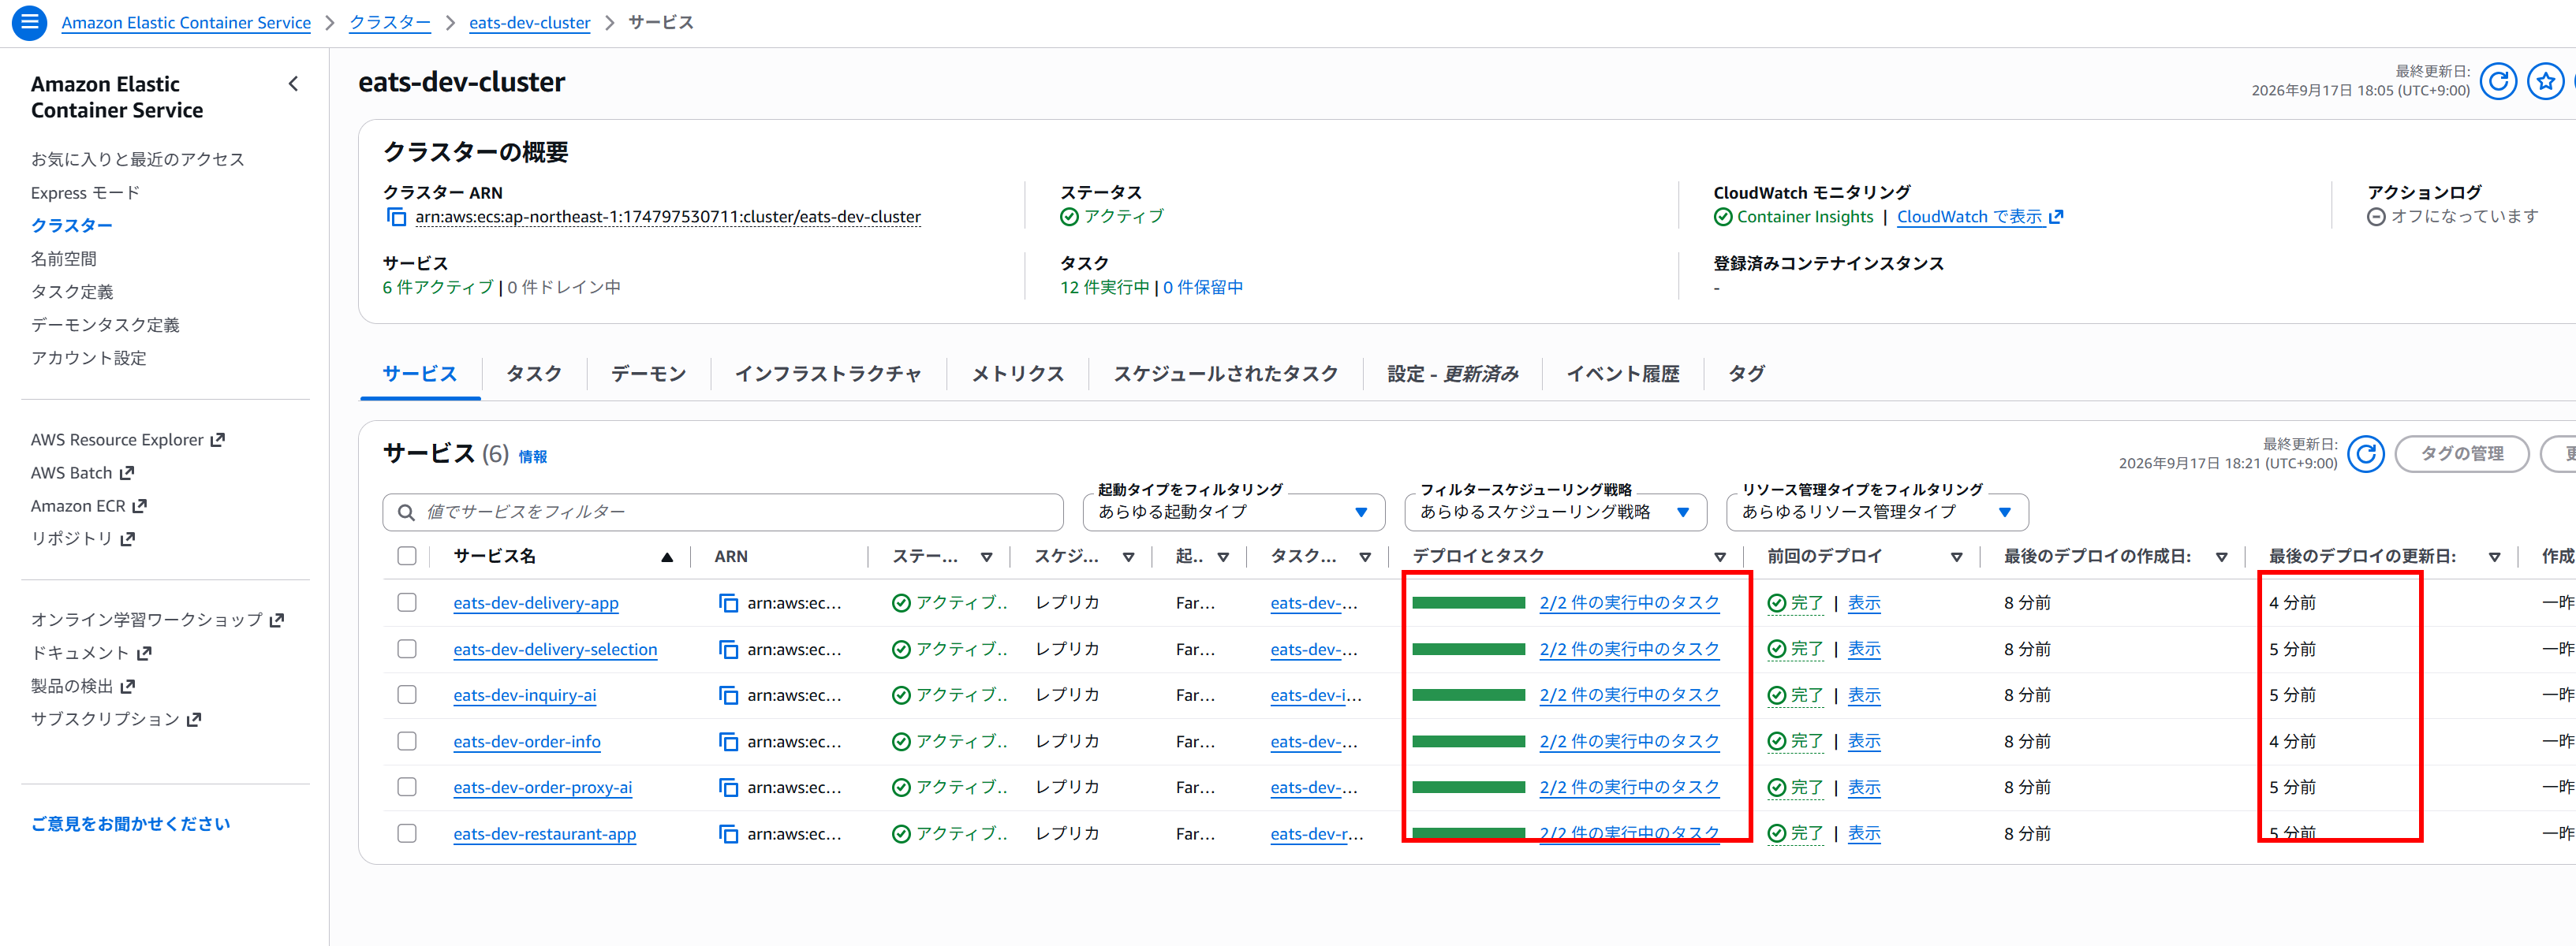 Amazon Elastic Container Service > クラスター > eats-dev-cluster > サービス
Amazon Elastic
Container Service
お気に入りと最近のアクセス
Express モード
クラスター
名前空間
タスク定義
デーモンタスク定義
アカウント設定
AWS Resource Explorer
AWS Batch
Amazon ECR
リポジトリ
オンライン学習ワークショップ
ドキュメント
製品の検出
サブスクリプション
ご意見をお聞かせください
eats-dev-cluster
最終更新日:
2026年9月17日 18:05 (UTC+9:00)
クラスターの概要
クラスター ARN
arn:aws:ecs:ap-northeast-1:174797530711:cluster/eats-dev-cluster
ステータス
アクティブ
CloudWatch モニタリング
Container Insights | CloudWatch で表示
アクションログ
オフになっています
サービス
6 件アクティブ | 0 件ドレイン中
タスク
12 件実行中 | 0 件保留中
登録済みコンテナインスタンス
-
サービス タスク デーモン インフラストラクチャ メトリクス スケジュールされたタスク 設定 - 更新済み イベント履歴 タグ
サービス (6) 情報
最終更新日:
2026年9月17日 18:21 (UTC+9:00)
タグの管理
値でサービスをフィルター
起動タイプをフィルタリング
あらゆる起動タイプ
フィルタースケジューリング戦略
あらゆるスケジューリング戦略
リソース管理タイプをフィルタリング
あらゆるリソース管理タイプ
サービス名 ARN ステー... スケジ... 起.. タスク... デプロイとタスク 前回のデプロイ 最後のデプロイの作成日: 最後のデプロイの更新日: 作成
eats-dev-delivery-app arn:aws:ec... アクティブ.. レプリカ Far... eats-dev-... 2/2 件の実行中のタスク 完了 | 表示 8 分前 4 分前 一昨
eats-dev-delivery-selection arn:aws:ec... アクティブ.. レプリカ Far... eats-dev-... 2/2 件の実行中のタスク 完了 | 表示 8 分前 5 分前 一昨
eats-dev-inquiry-ai arn:aws:ec... アクティブ.. レプリカ Far... eats-dev-i... 2/2 件の実行中のタスク 完了 | 表示 8 分前 5 分前 一昨
eats-dev-order-info arn:aws:ec... アクティブ.. レプリカ Far... eats-dev-... 2/2 件の実行中のタスク 完了 | 表示 8 分前 4 分前 一昨
eats-dev-order-proxy-ai arn:aws:ec... アクティブ.. レプリカ Far... eats-dev-... 2/2 件の実行中のタスク 完了 | 表示 8 分前 5 分前 一昨
eats-dev-restaurant-app arn:aws:ec... アクティブ.. レプリカ Far... eats-dev-r... 2/2 件の実行中のタスク 完了 | 表示 8 分前 5 分前 一昨